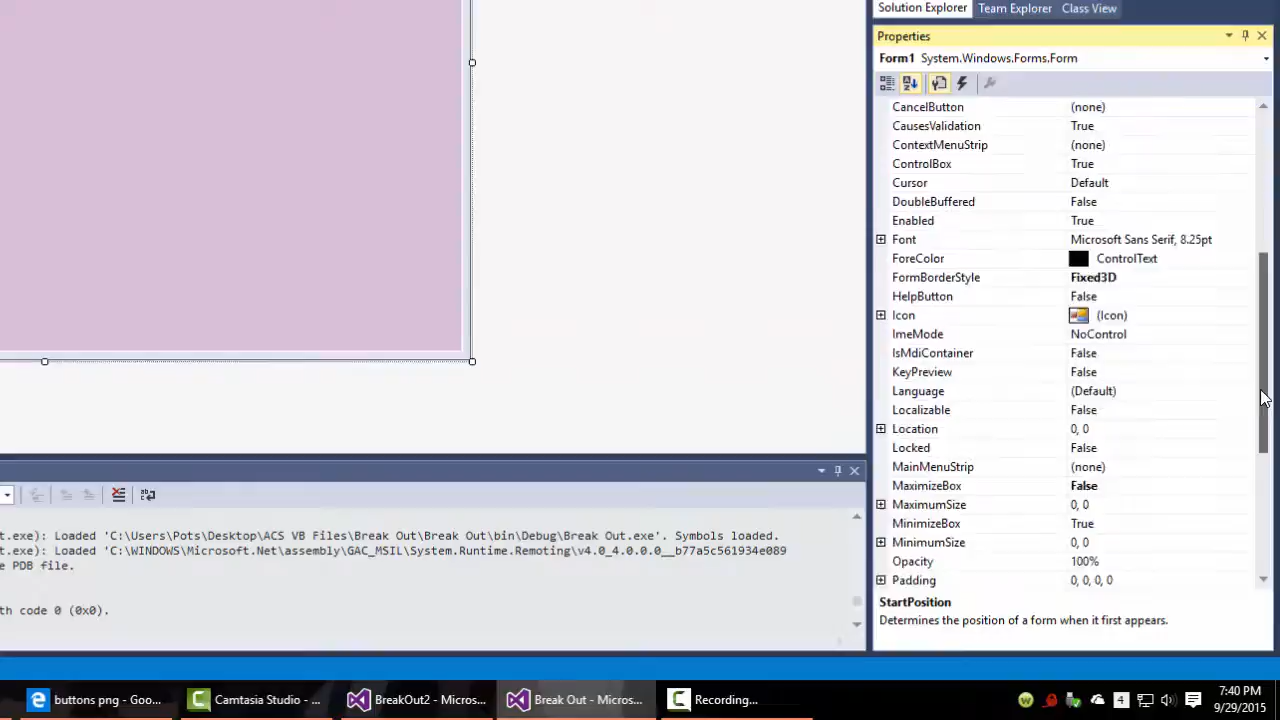 Solution Explorer Team Explorer Class View
Properties
Form1 System.Windows.Forms.Form
CancelButton (none)
CausesValidation True
ContextMenuStrip (none)
ControlBox True
Cursor Default
DoubleBuffered False
Enabled True
Font Microsoft Sans Serif, 8.25pt
ForeColor ControlText
FormBorderStyle Fixed3D
HelpButton False
Icon (Icon)
ImeMode NoControl
IsMdiContainer False
KeyPreview False
Language (Default)
Localizable False
Location 0, 0
Locked False
MainMenuStrip (none)
MaximizeBox False
MaximumSize 0, 0
MinimizeBox True
MinimumSize 0, 0
Opacity 100%
Padding 0, 0, 0, 0
StartPosition
Determines the position of a form when it first appears.
t.exe): Loaded 'C:\Users\Pots\Desktop\ACS VB Files\Break Out\Break Out\bin\Debug\Break Out.exe'. Symbols loaded.
t.exe): Loaded 'C:\WINDOWS\Microsoft.Net\assembly\GAC_MSIL\System.Runtime.Remoting\v4.0_4.0.0.0__b77a5c561934e089
e PDB file.
th code 0 (0x0).
buttons png - Goo... Camtasia Studio - ... BreakOut2 - Micros... Break Out - Micros... Recording... 4 7:40 PM
9/29/2015